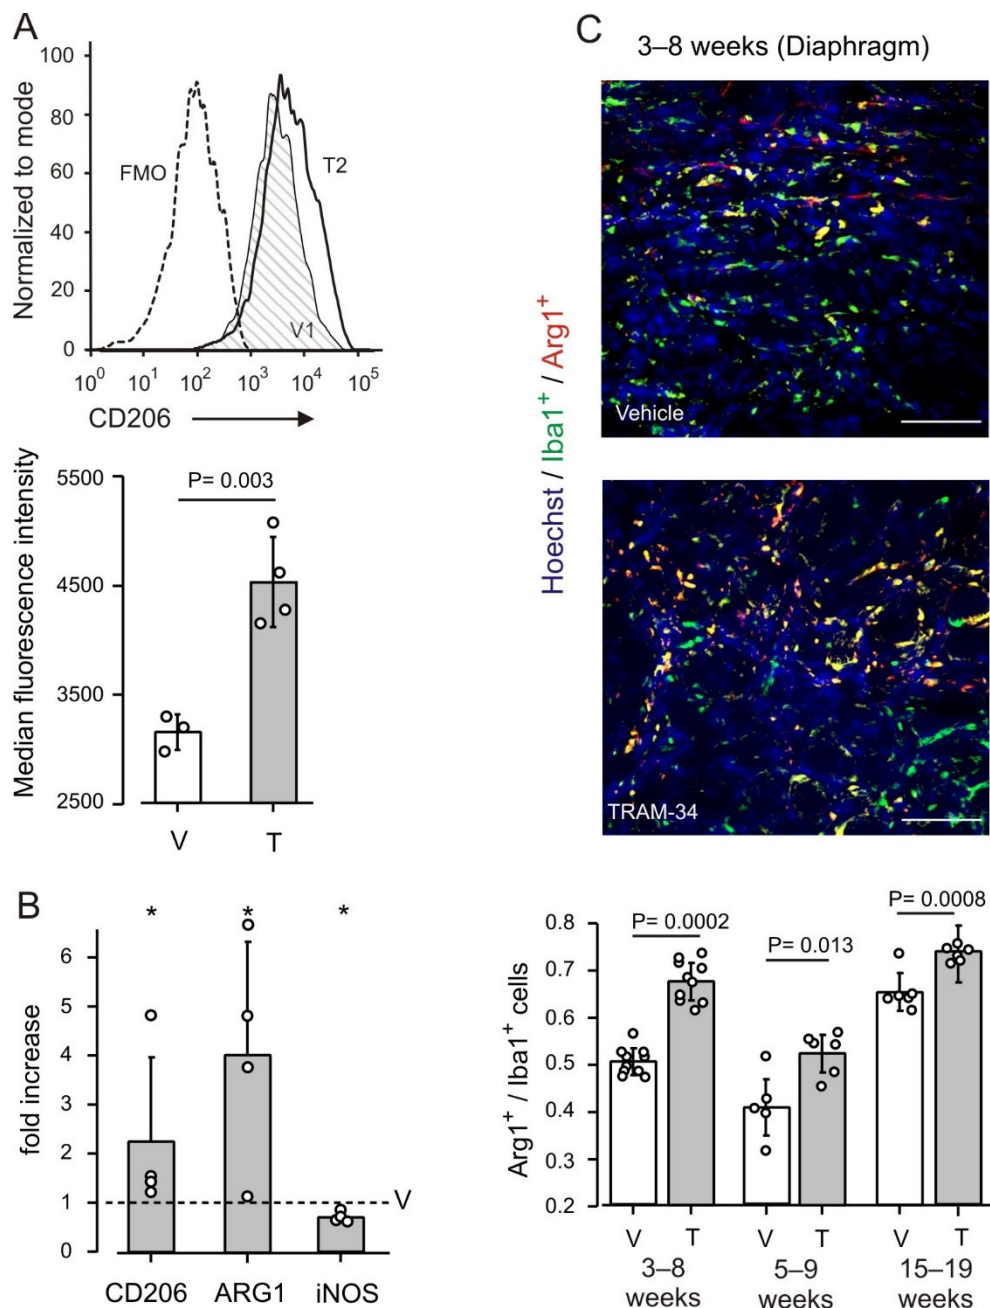 A
Normalized to mode
100
80
60
40
20
0
FMO
T2
V1
10^0 10^1 10^2 10^3 10^4 10^5
CD206
Median fluorescence intensity
5500
4500
3500
2500
P= 0.003
V T
B
fold increase
6
5
4
3
2
1
0
* * *
V
CD206 ARG1 iNOS
C
3–8 weeks (Diaphragm)
Hoechst / Iba1+ / Arg1+
Vehicle
TRAM-34
Arg1+ / Iba1+ cells
0.8
0.7
0.6
0.5
0.4
0.3
0.2
P= 0.0002
P= 0.013
P= 0.0008
V T V T V T
3–8 5–9 15–19
weeks weeks weeks